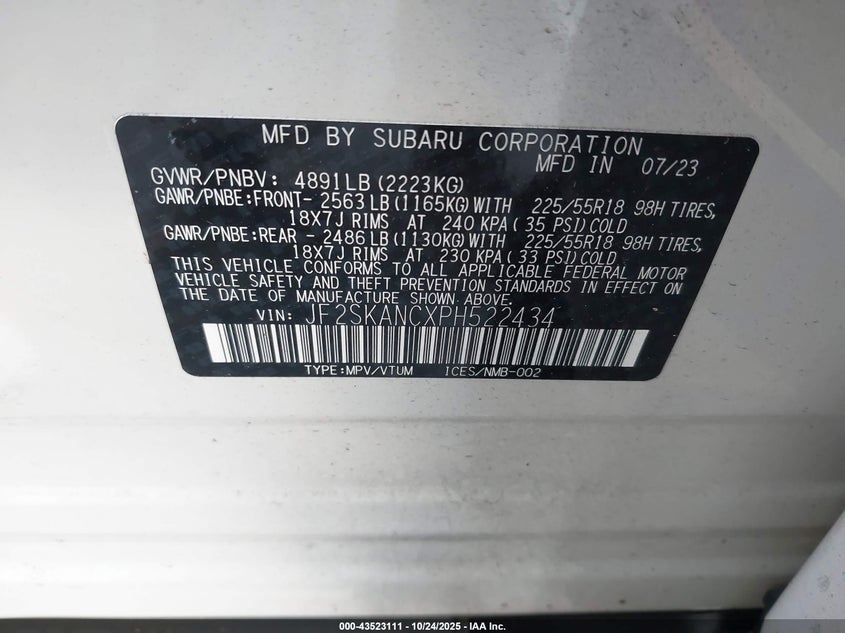 MFD BY SUBARU CORPORATION
MFD IN 07/23
GVWR/PNBV: 4891LB(2223KG)
GAWR/PNBE:FRONT- 2563LB(1165KG)WITH 225/55R18 98H TIRES,
18X7J RIMS AT 240 KPA(35 PSI)COLD
GAWR/PNBE:REAR - 2486LB(1130KG)WITH 225/55R18 98H TIRES,
18X7J RIMS AT 230 KPA(33 PSI)COLD
THIS VEHICLE CONFORMS TO ALL APPLICABLE FEDERAL MOTOR
VEHICLE SAFETY AND THEFT PREVENTION STANDARDS IN EFFECT ON
THE DATE OF MANUFACTURE SHOWN ABOVE.
VIN: JF2SKANCXPH522434
TYPE:MPV/VTUM ICES/NMB-002
000-43523111 - 10/24/2025 - IAA Inc.